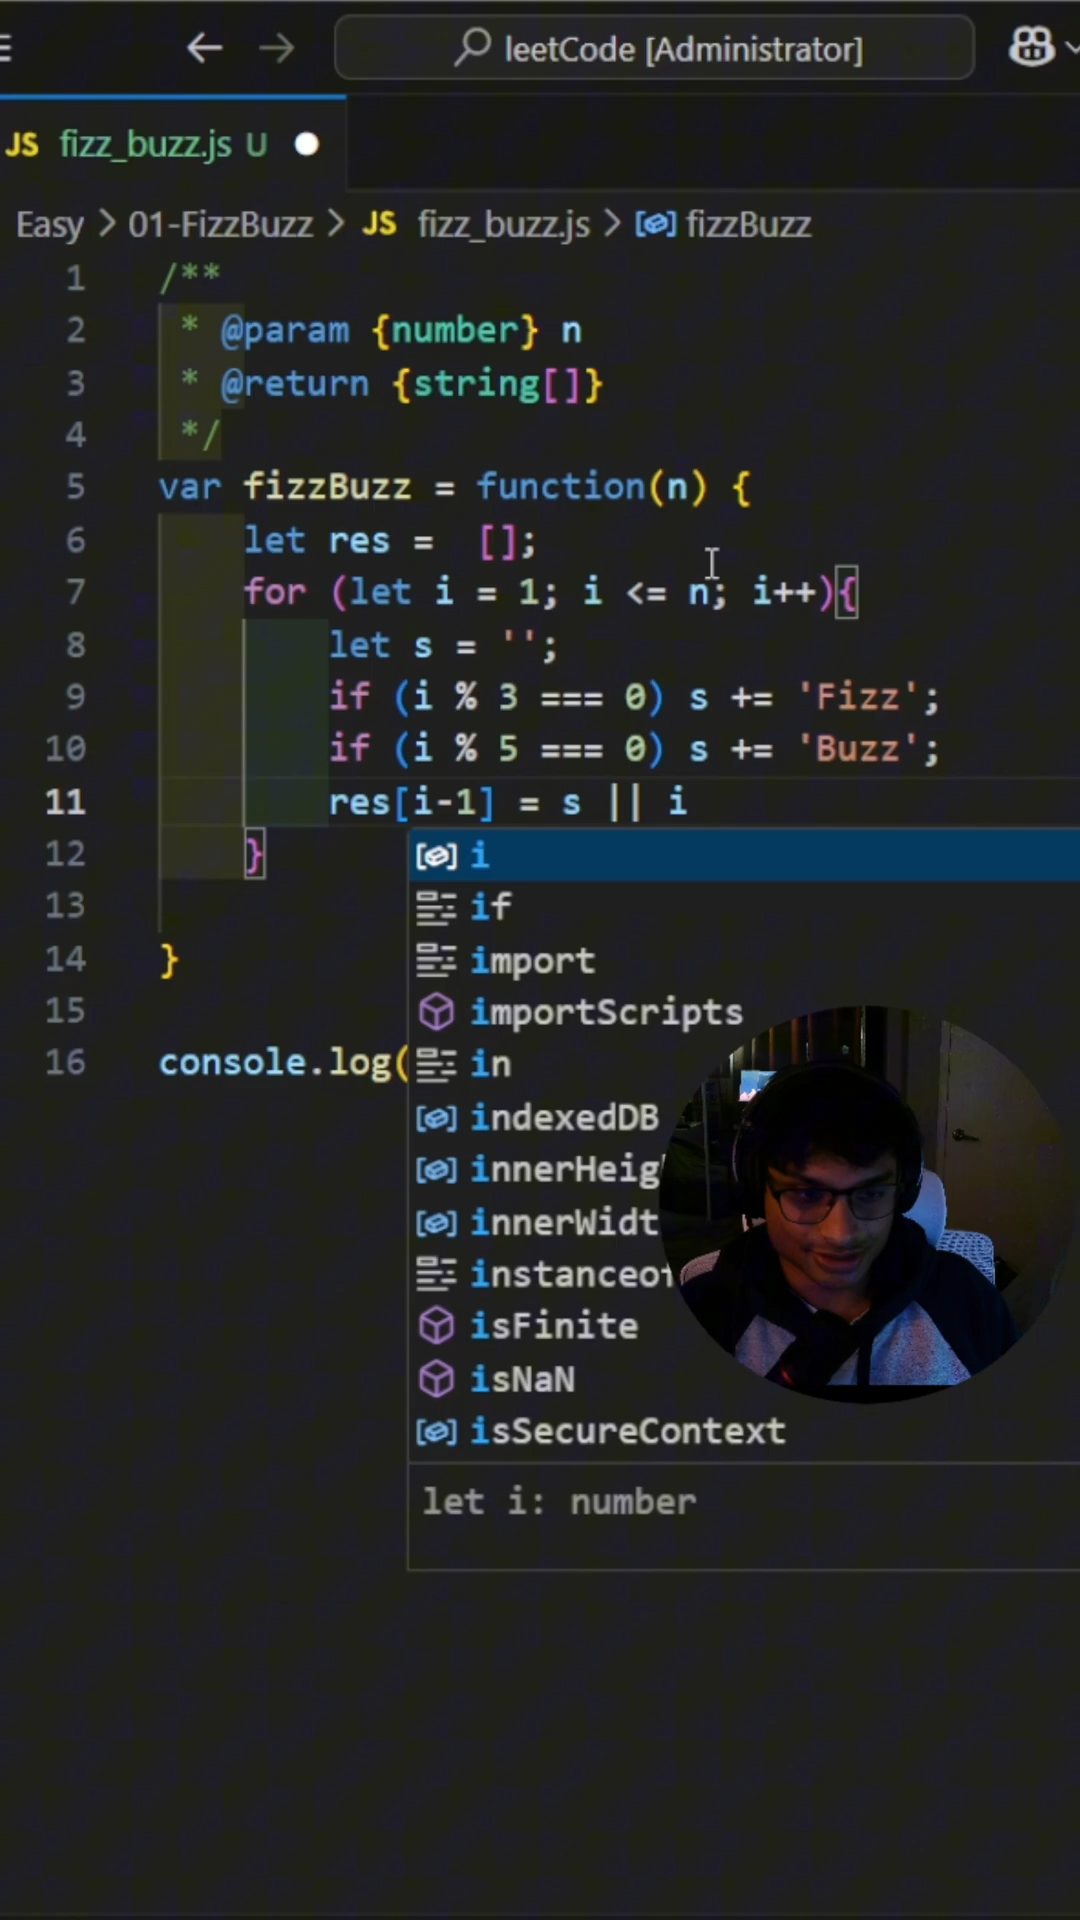 leetCode [Administrator]
JS fizz_buzz.js U
Easy > 01-FizzBuzz > JS fizz_buzz.js > fizzBuzz
1 /**
2 * @param {number} n
3 * @return {string[]}
4 */
5 var fizzBuzz = function(n) {
6 let res = [];
7 for (let i = 1; i <= n; i++){
8 let s = '';
9 if (i % 3 === 0) s += 'Fizz';
10 if (i % 5 === 0) s += 'Buzz';
11 res[i-1] = s || i
12 }
i
13
if
14 }
import
15
importScripts
16 console.log(
in
indexedDB
innerHeig
innerWidt
instanceof
isFinite
isNaN
isSecureContext
let i: number